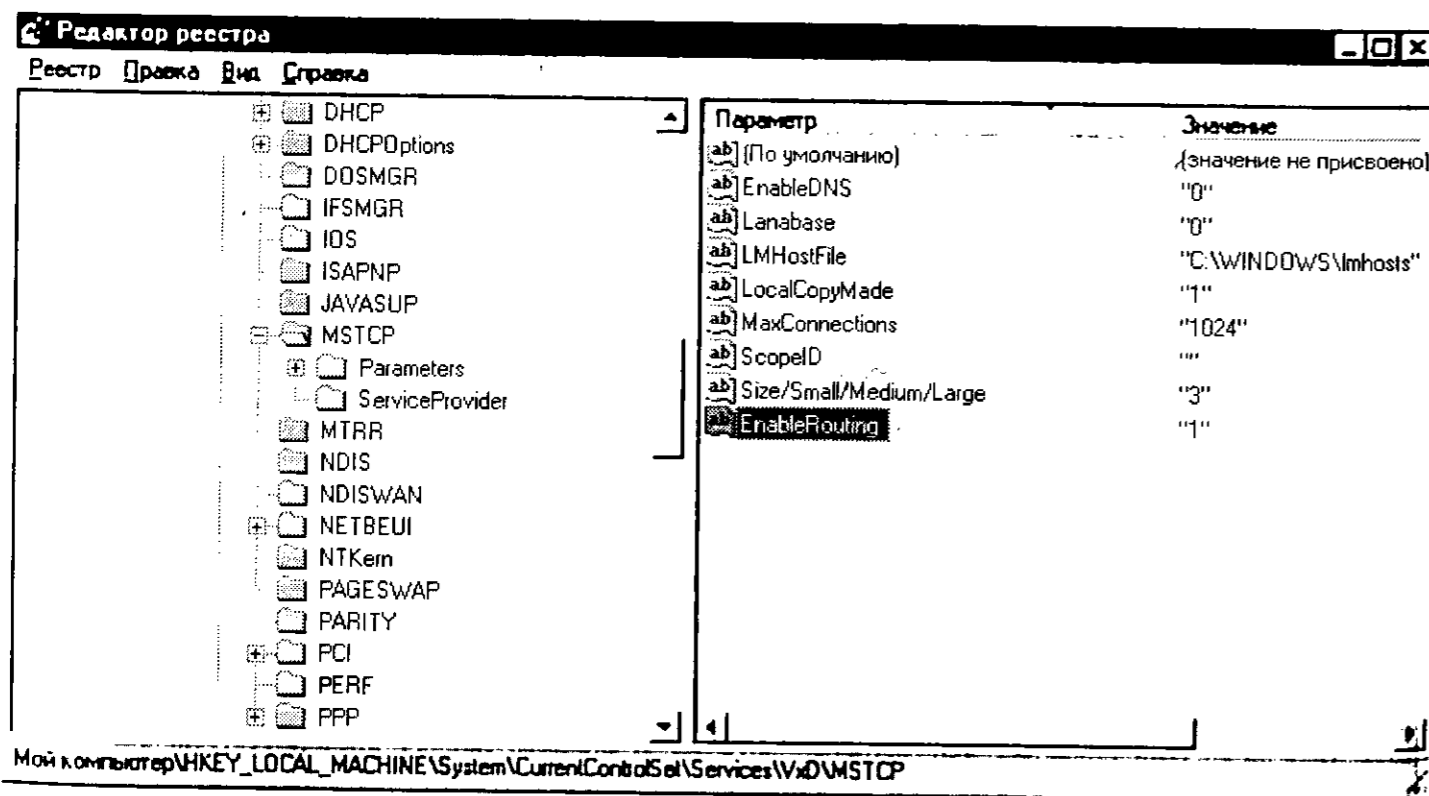 Редактор реестра
Реестр Правка Вид Справка
DHCP
DHCPOptions
DOSMGR
IFSMGR
IOS
ISAPNP
JAVASUP
MSTCP
Parameters
ServiceProvider
MTRR
NDIS
NDISWAN
NETBEUI
NTKern
PAGESWAP
PARITY
PCI
PERF
PPP
Параметр Значение
(По умолчанию) (значение не присвоено)
EnableDNS "0"
Lanabase "0"
LMHostFile "C:\WINDOWS\lmhosts"
LocalCopyMade "1"
MaxConnections "1024"
ScopeID ""
Size/Small/Medium/Large "3"
EnableRouting "1"
Мой компьютер\HKEY_LOCAL_MACHINE\System\CurrentControlSet\Services\VxD\MSTCP